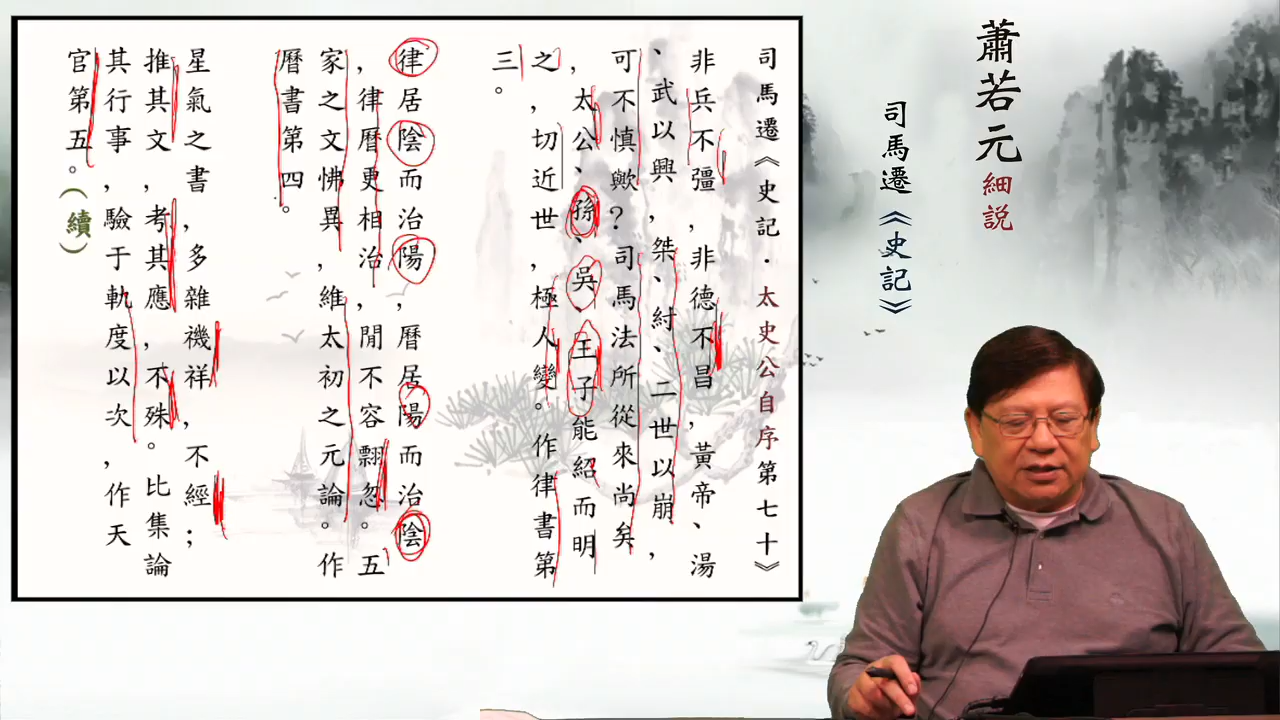 蕭若元細説
司馬遷《史記》
司馬遷《史記·太史公自序第七十》
非兵不彊，非德不昌，黃帝、湯
、武以興，桀、紂、二世以崩，
可不慎歟？司馬法所從來尚矣
，太公、孫、吳、王子能紹而明
之，切近世，極人變。作律書第
三。
律居陰而治陽，曆居陽而治陰
，律曆更相治，閒不容翲忽。五
家之文怫異，維太初之元論。作
曆書第四。
星氣之書，多雜禨祥，不經；
推其文，考其應，不殊。比集論
其行事，驗于軌度以次，作天
官第五。（續）